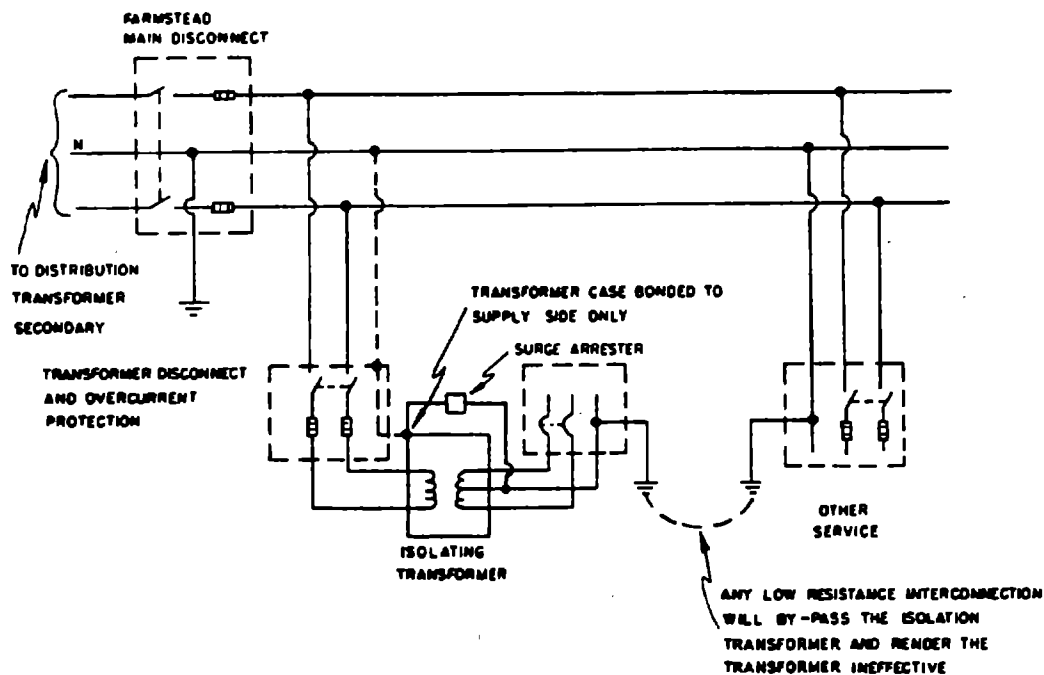 FARMSTEAD
MAIN DISCONNECT
N
TO DISTRIBUTION
TRANSFORMER
SECONDARY
TRANSFORMER CASE BONDED TO
SUPPLY SIDE ONLY
SURGE ARRESTER
TRANSFORMER DISCONNECT
AND OVERCURRENT
PROTECTION
ISOLATING
TRANSFORMER
OTHER
SERVICE
ANY LOW RESISTANCE INTERCONNECTION
WILL BY-PASS THE ISOLATION
TRANSFORMER AND RENDER THE
TRANSFORMER INEFFECTIVE